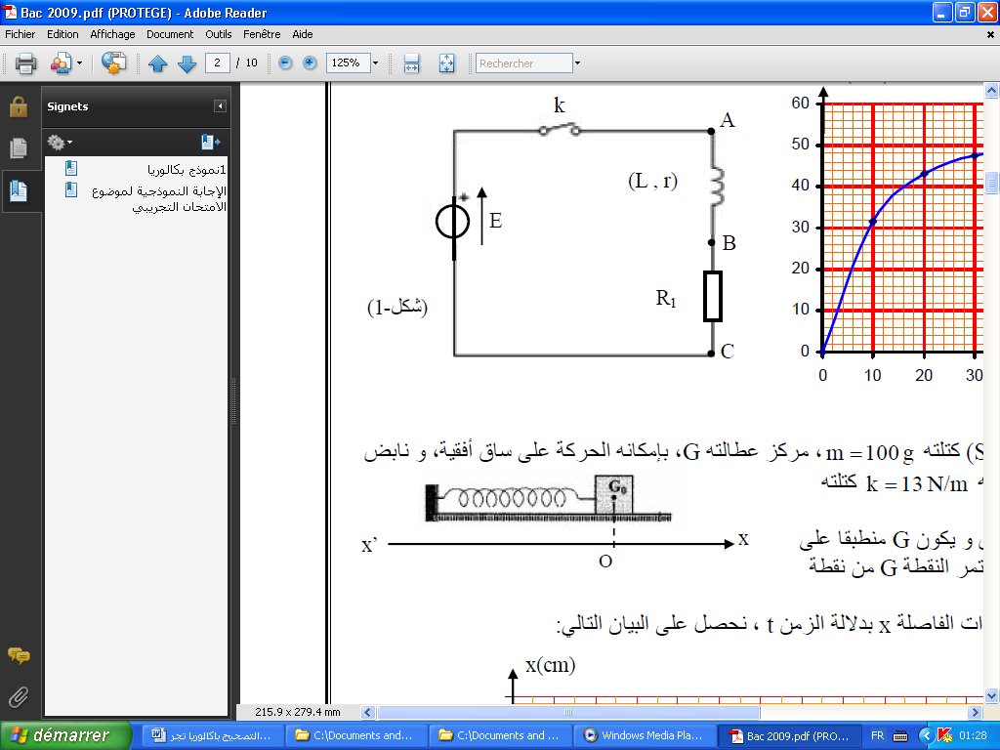 Bac 2009.pdf (PROTEGE) - Adobe Reader
Fichier Edition Affichage Document Outils Fenêtre Aide
2 / 10 125% Rechercher
Signets
1نموذج بكالوريا
الإجابة النموذجية لموضوع
الامتحان التجريبي
k
A
(L , r)
B
+
E
R1
(شكل-1)
C
60
50
40
30
20
10
0
0 10 20 30
S) كتلته m =100 g ، مركز عطالته G، بإمكانه الحركة على ساق أفقية، و نابض
k =13 N/m كتلته
G0
و يكون G منطبقا على
x’ x
O
تمر النقطة G من نقطة
ات الفاصلة x بدلالة الزمن t ، نحصل على البيان التالي:
x(cm)
215.9 x 279.4 mm
démarrer
التصحيح باكالوريا تجر...
C:\Documents and...
C:\Documents and ...
Windows Media Pla...
Bac 2009.pdf (PRO...
FR
01:28